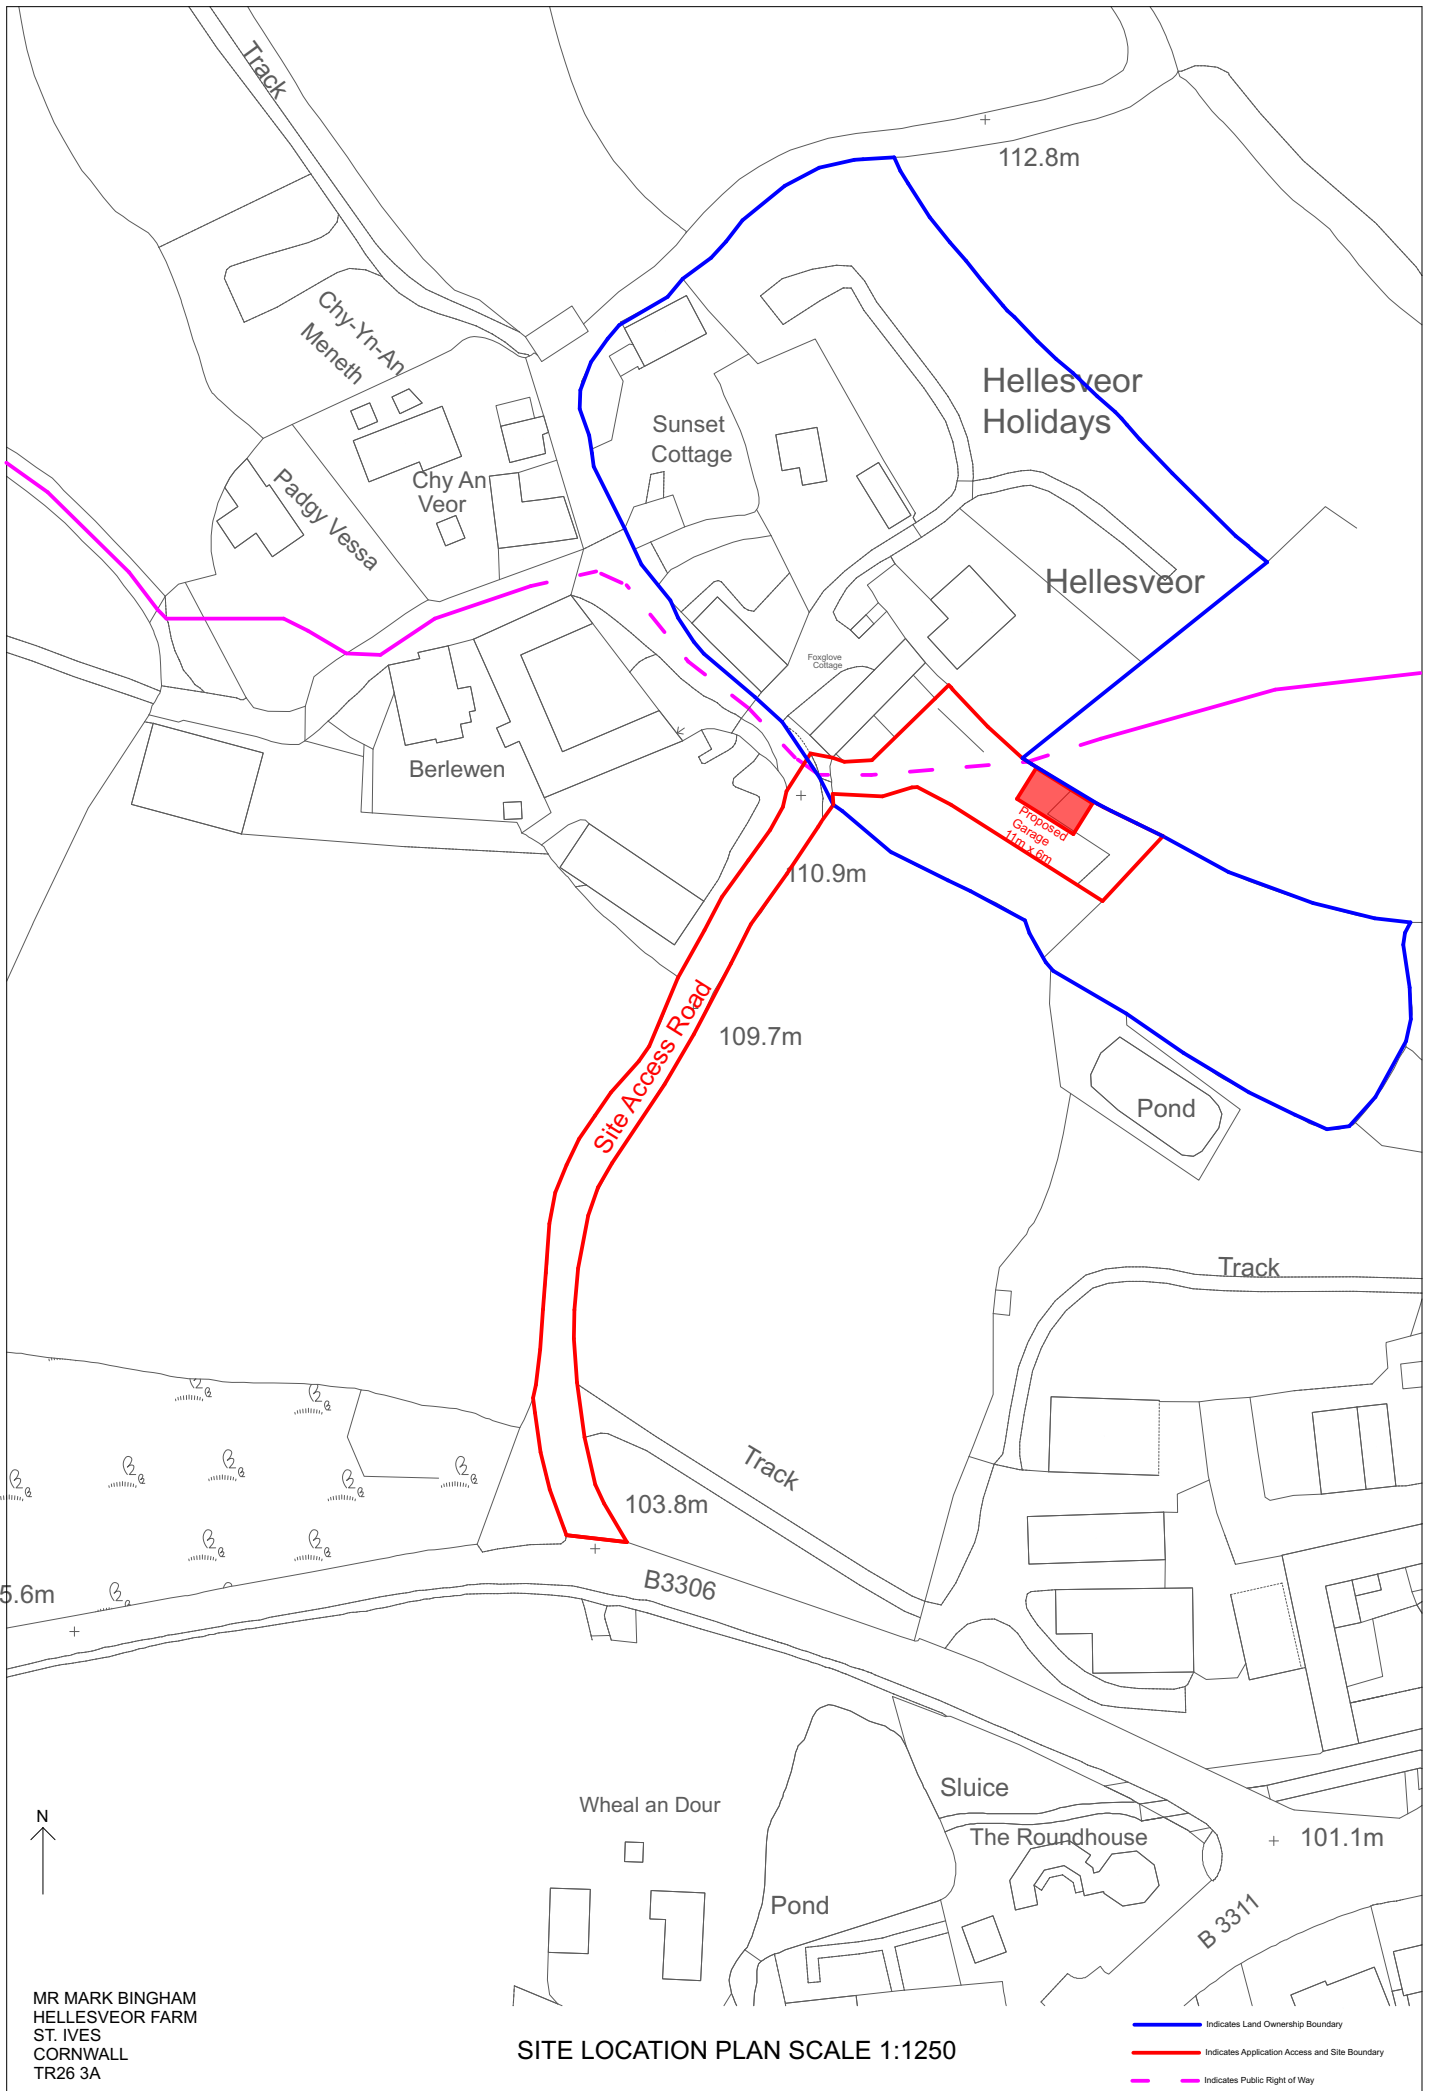 Track
112.8m
Chy-Yn-An
Meneth
Hellesveor
Holidays
Sunset
Cottage
Chy An
Veor
Padgy Vessa
Hellesveor
Foxglove
Cottage
Berlewen
Proposed
Garage
11m x 6m
110.9m
Site Access Road
109.7m
Pond
Track
Track
103.8m
B3306
5.6m
Sluice
Wheal an Dour
The Roundhouse
101.1m
Pond
B 3311
N
MR MARK BINGHAM
HELLESVEOR FARM
ST. IVES
CORNWALL
TR26 3A
SITE LOCATION PLAN SCALE 1:1250
Indicates Land Ownership Boundary
Indicates Application Access and Site Boundary
Indicates Public Right of Way